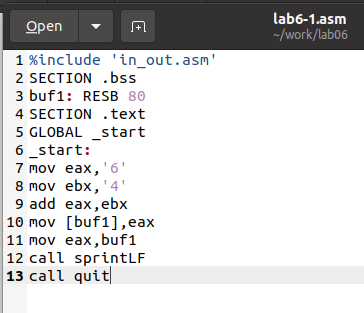 Open
lab6-1.asm
~/work/lab06
1 %include 'in_out.asm'
2 SECTION .bss
3 buf1: RESB 80
4 SECTION .text
5 GLOBAL _start
6 _start:
7 mov eax,'6'
8 mov ebx,'4'
9 add eax,ebx
10 mov [buf1],eax
11 mov eax,buf1
12 call sprintLF
13 call quit